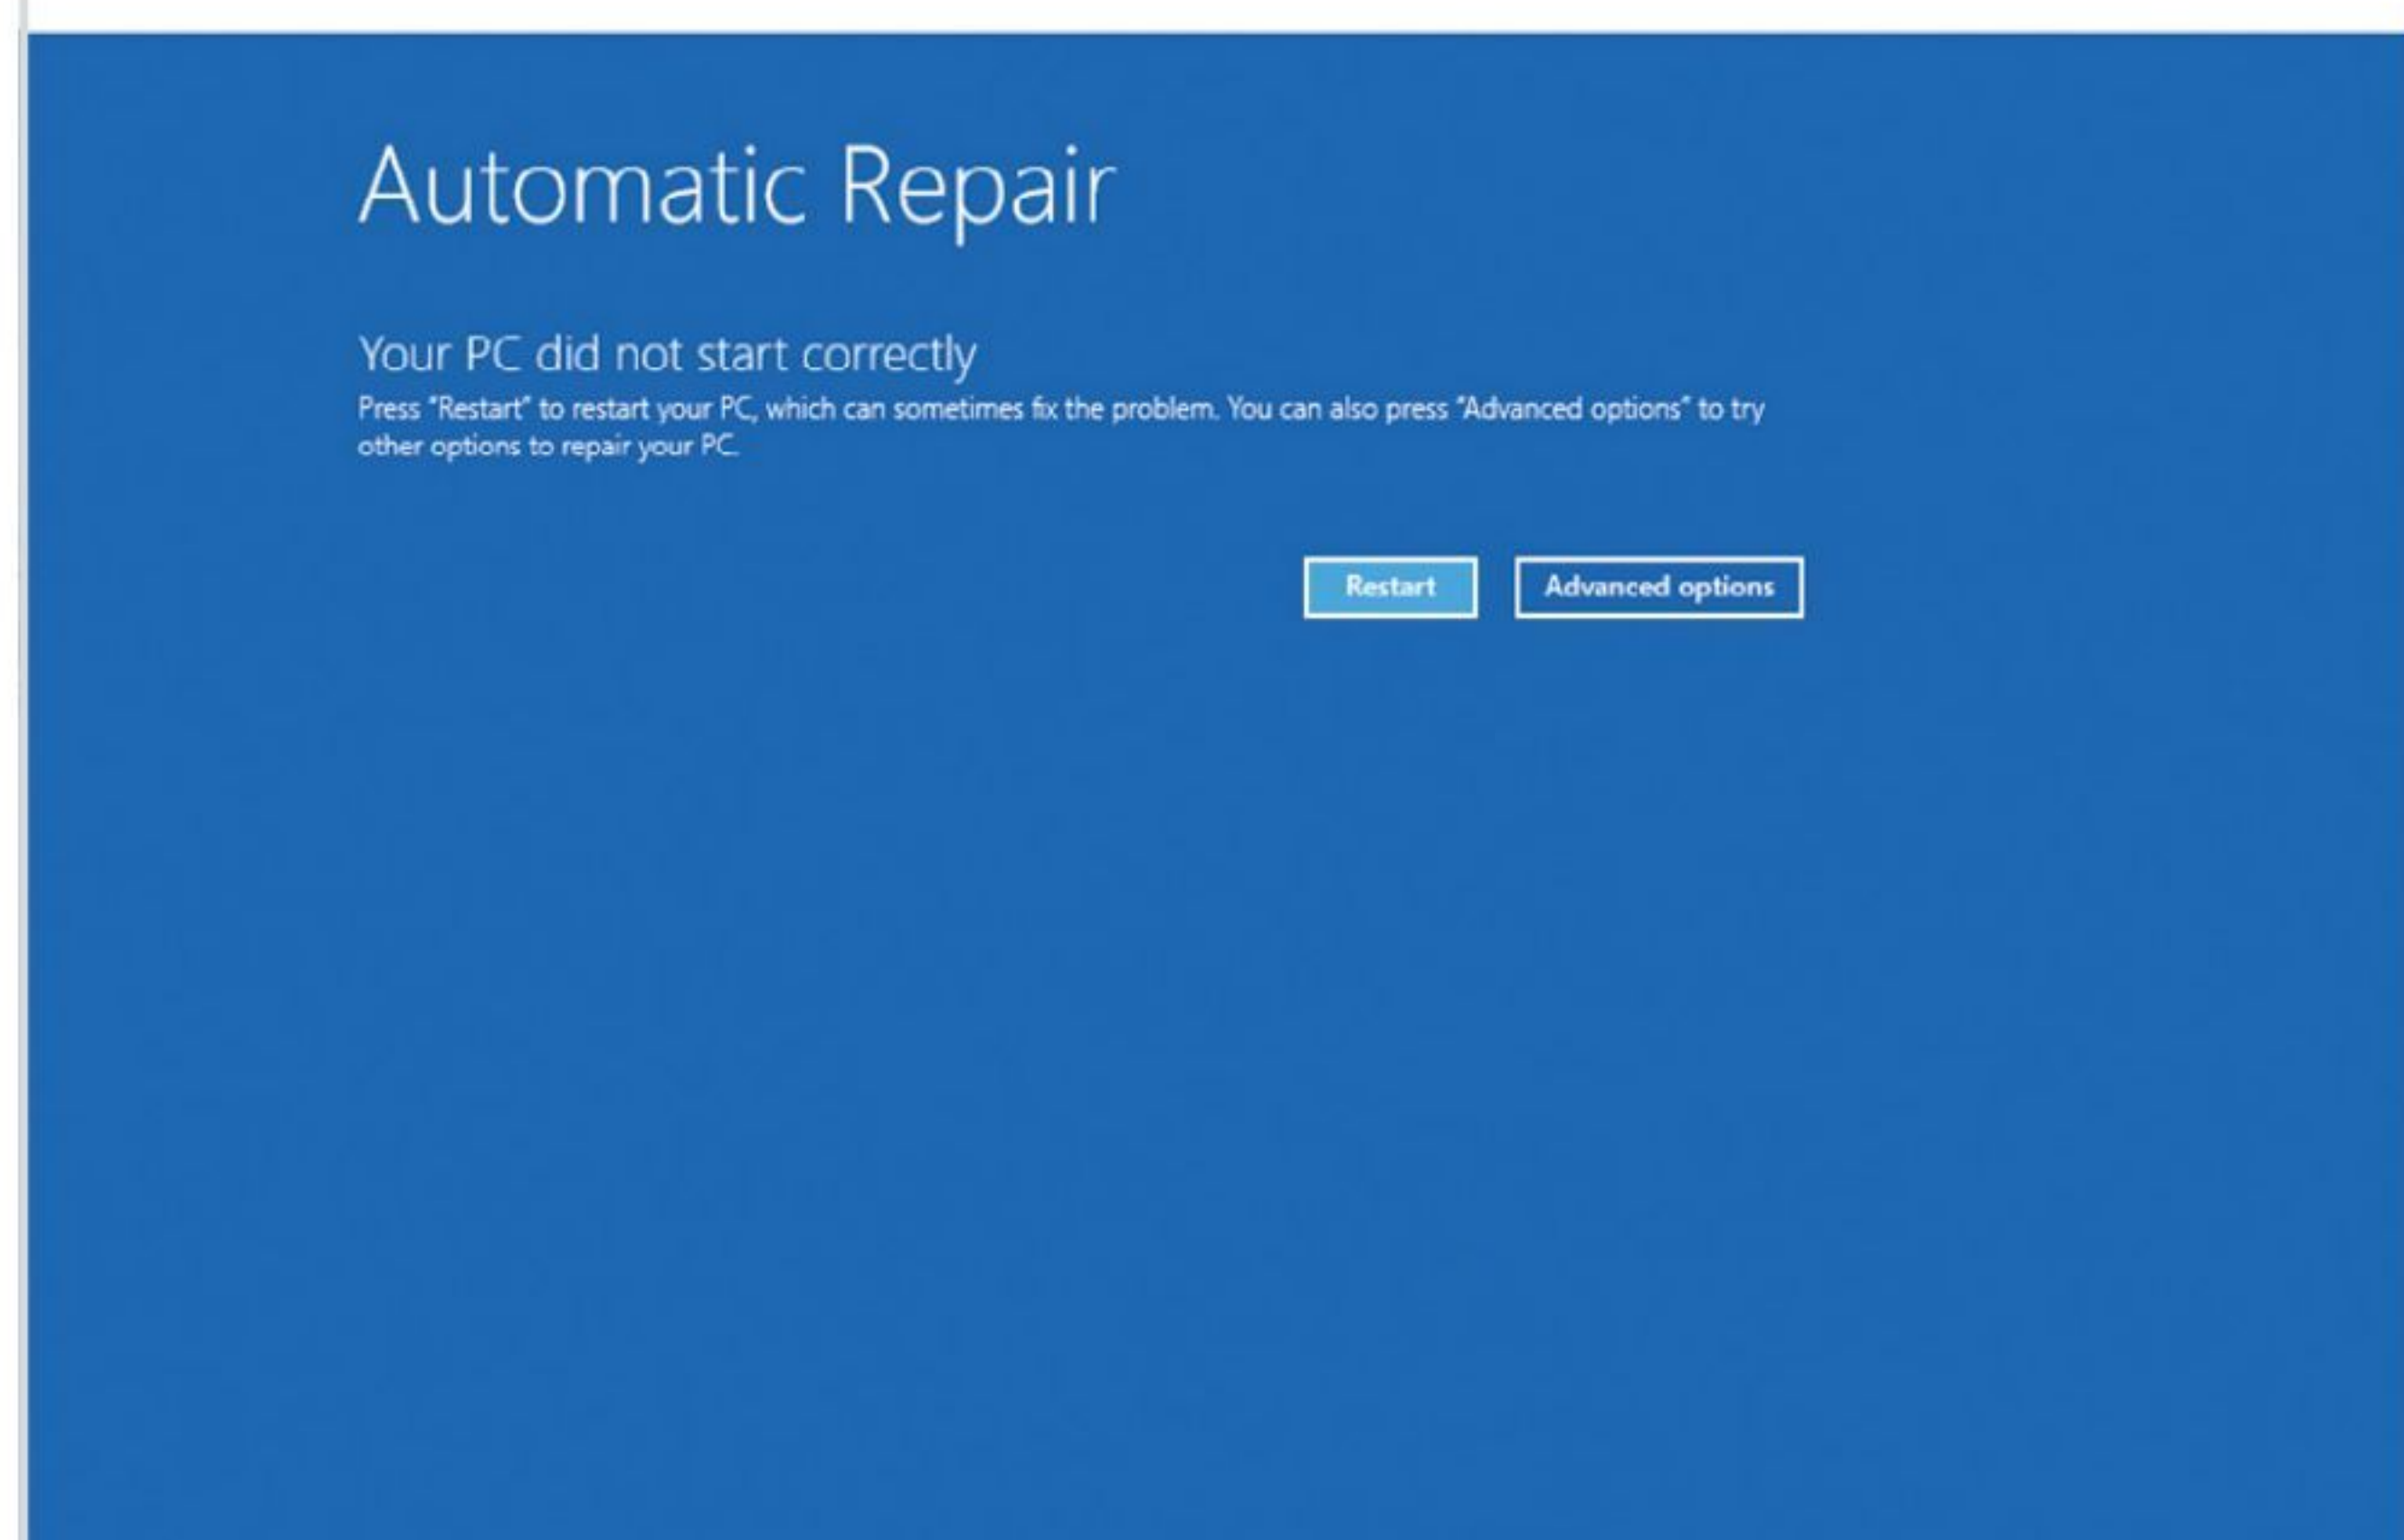 Automatic Repair
Your PC did not start correctly
Press "Restart" to restart your PC, which can sometimes fix the problem. You can also press "Advanced options" to try
other options to repair your PC.
Restart
Advanced options